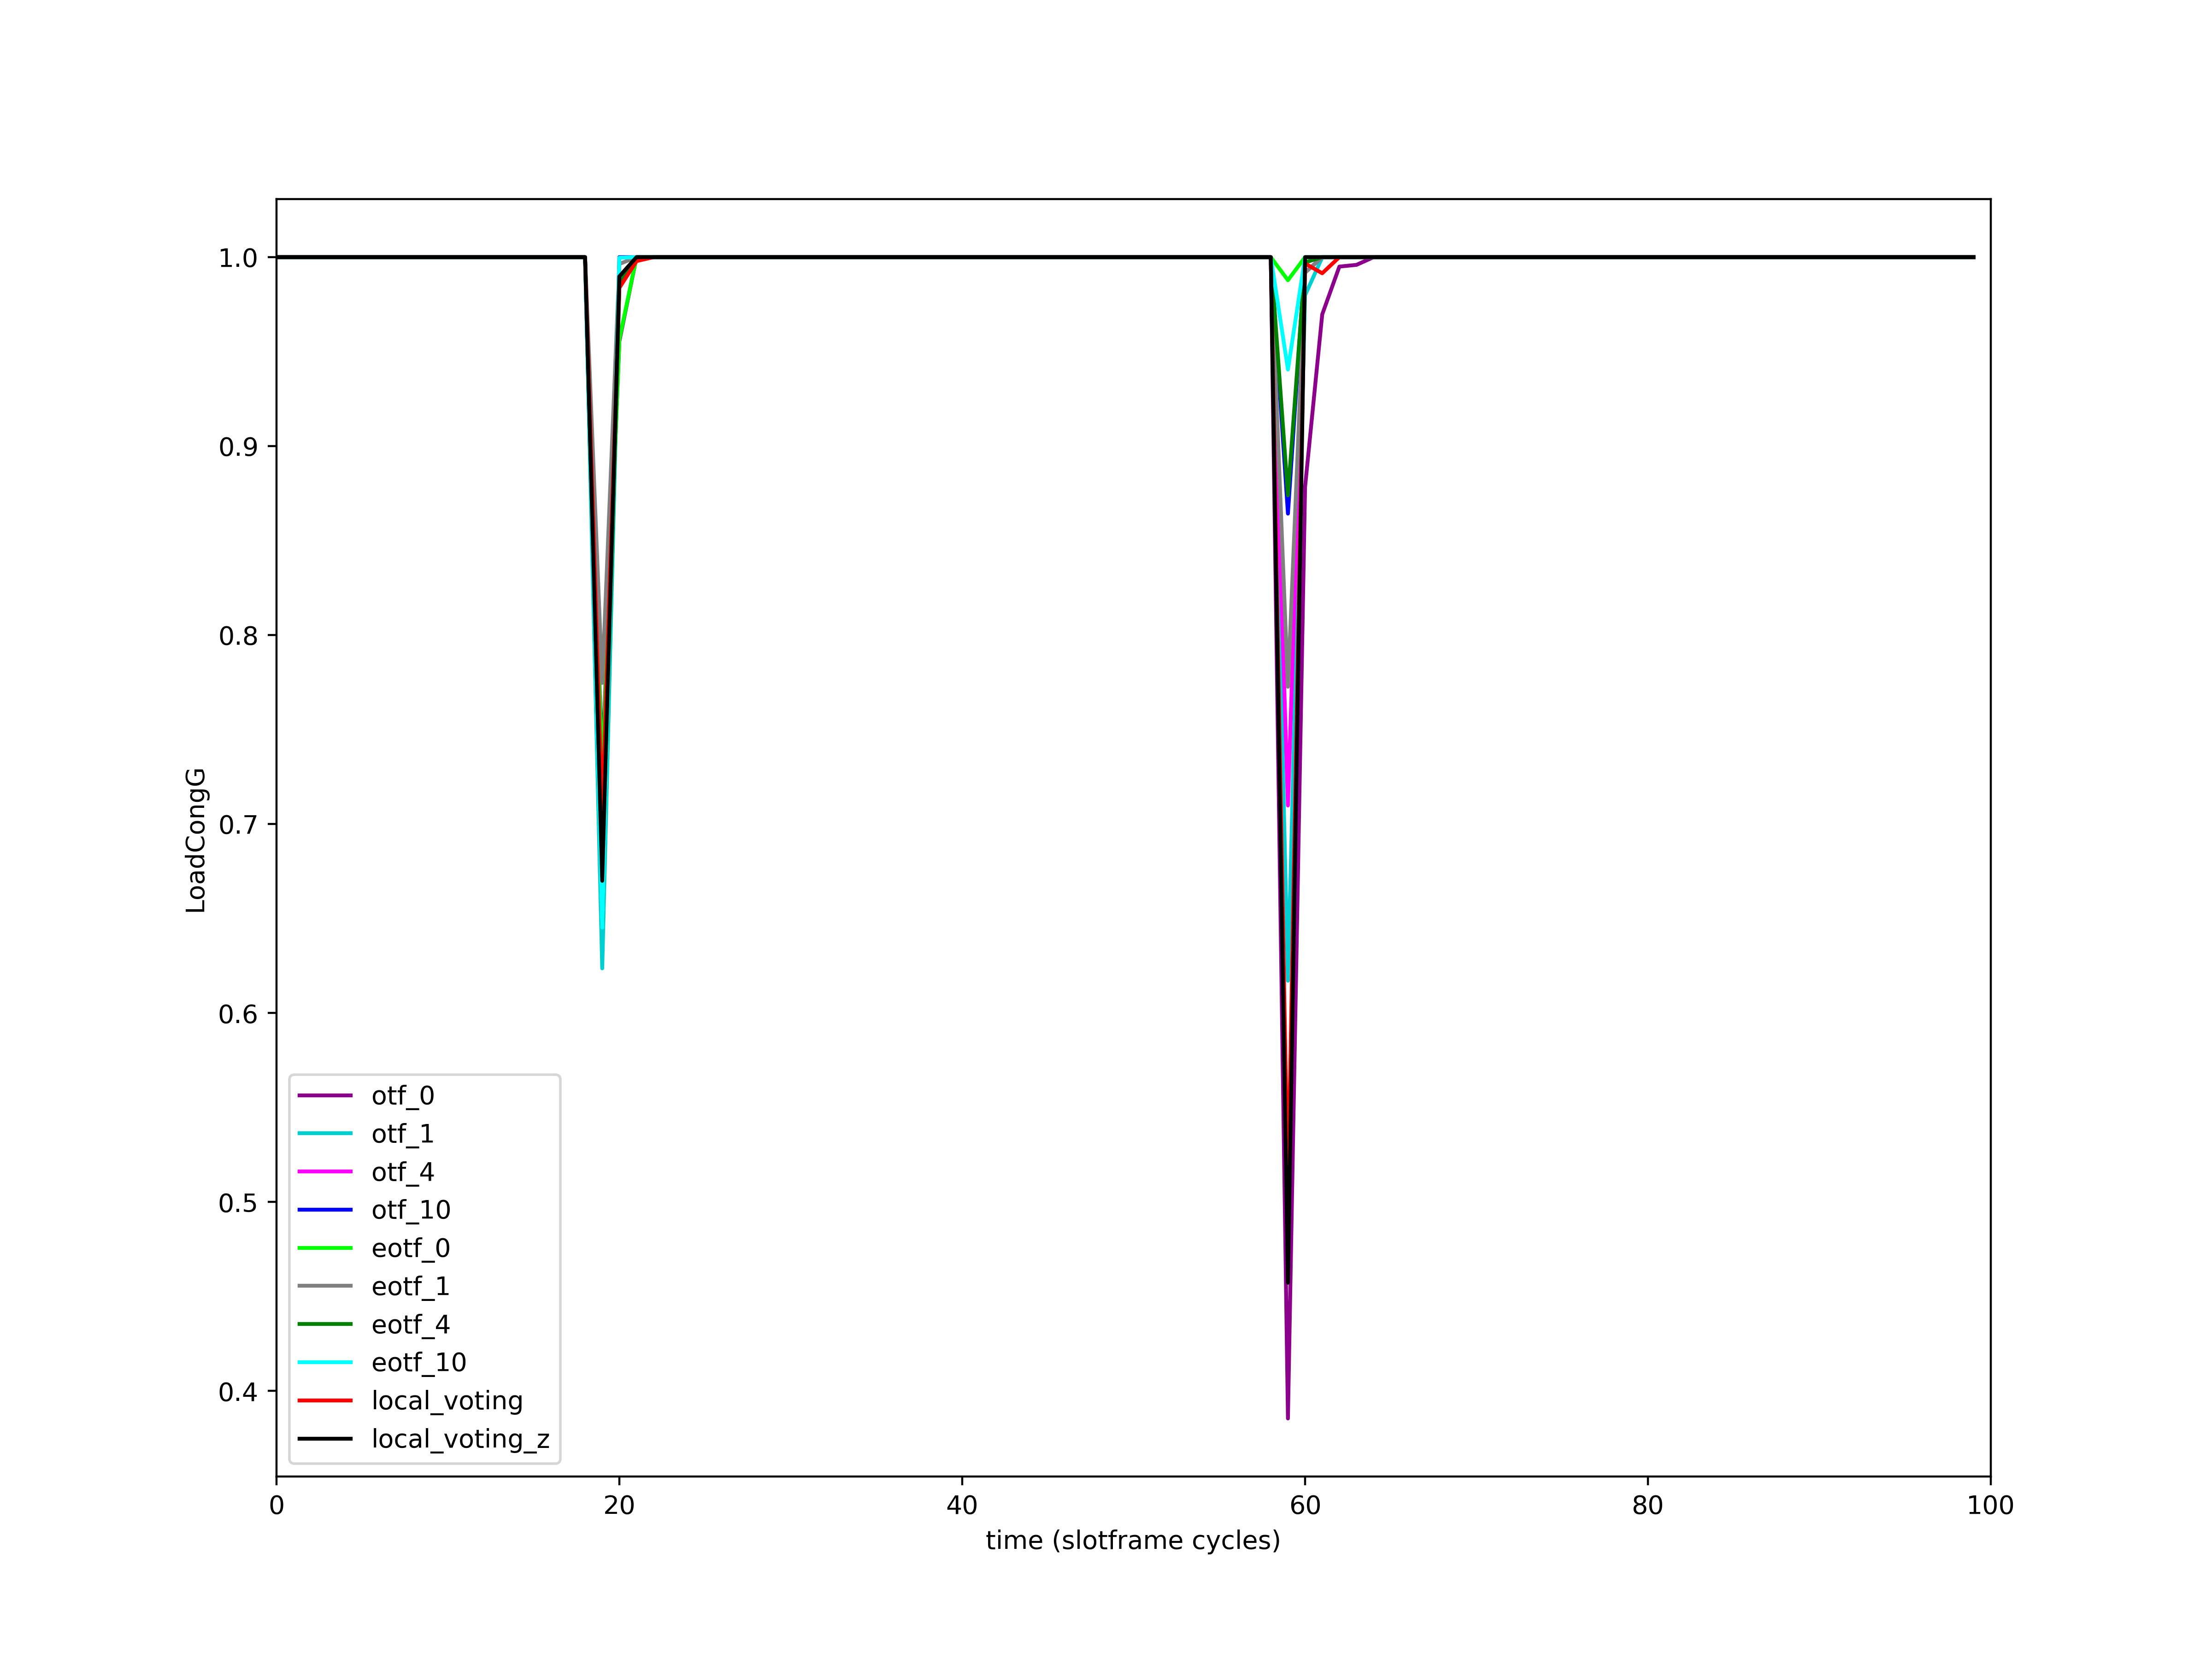 1.0
0.9
0.8
0.7
0.6
0.5
0.4
LoadCongG
otf_0
otf_1
otf_4
otf_10
eotf_0
eotf_1
eotf_4
eotf_10
local_voting
local_voting_z
0 20 40 60 80 100
time (slotframe cycles)